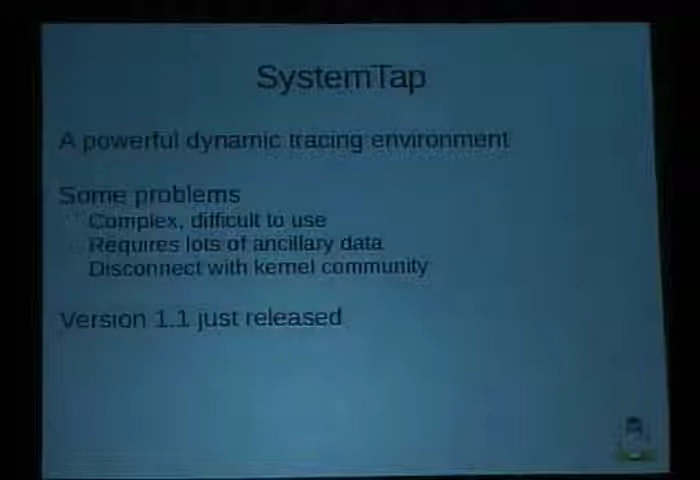 SystemTap
A powerful dynamic tracing environment
Some problems
Complex, difficult to use
Requires lots of ancillary data
Disconnect with kernel community
Version 1.1 just released